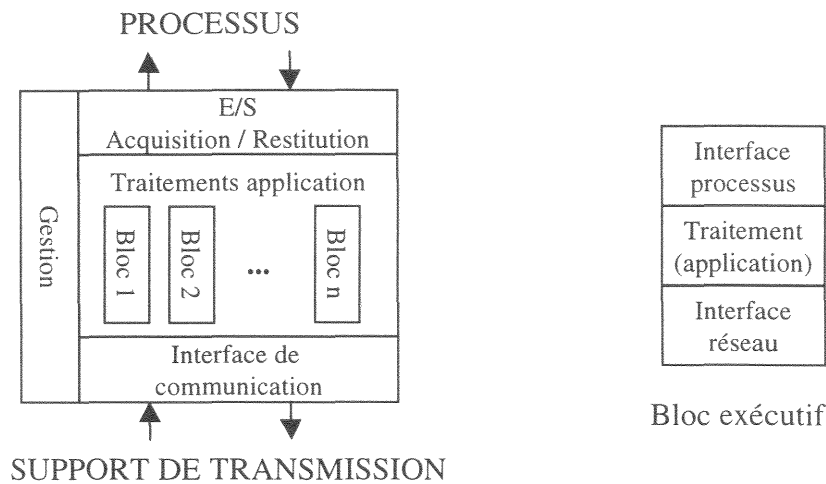 PROCESSUS
E/S
Acquisition / Restitution
Gestion
Traitements application
Bloc 1
Bloc 2
...
Bloc n
Interface de
communication
SUPPORT DE TRANSMISSION
Interface
processus
Traitement
(application)
Interface
réseau
Bloc exécutif